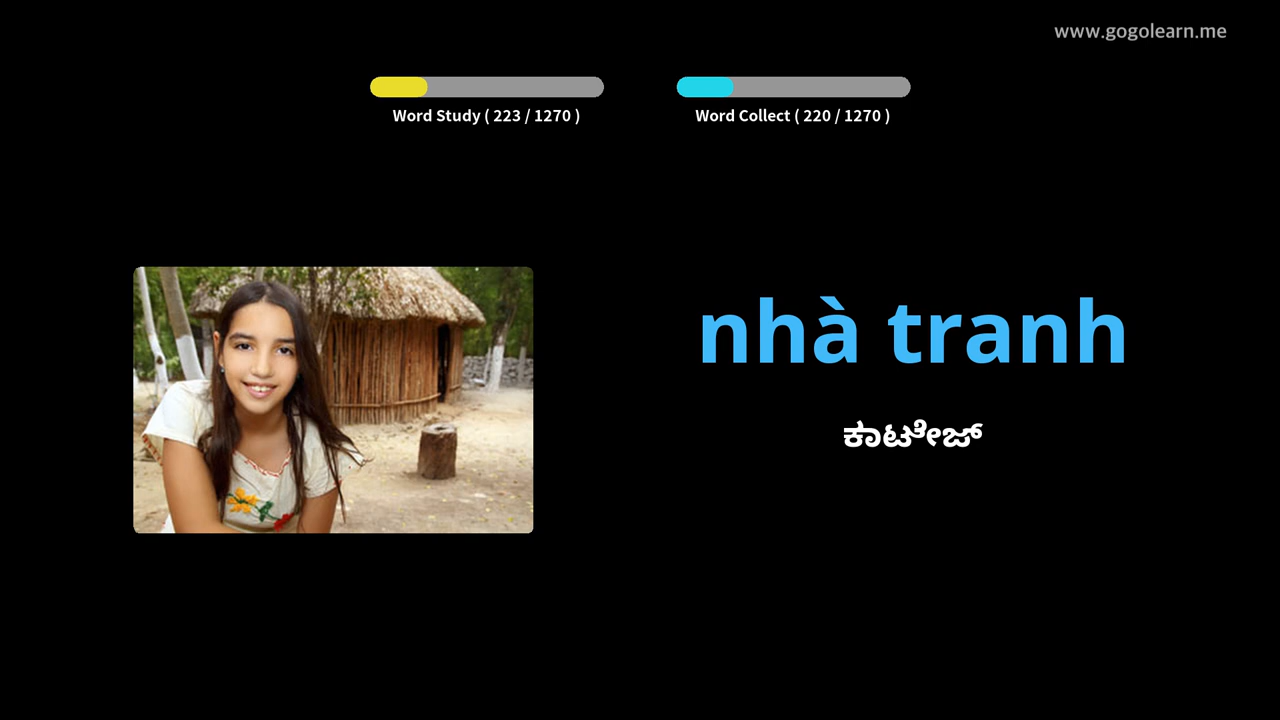 www.gogolearn.me
Word Study ( 223 / 1270 )
Word Collect ( 220 / 1270 )
nhà tranh
ಕಾಟೇಜ್